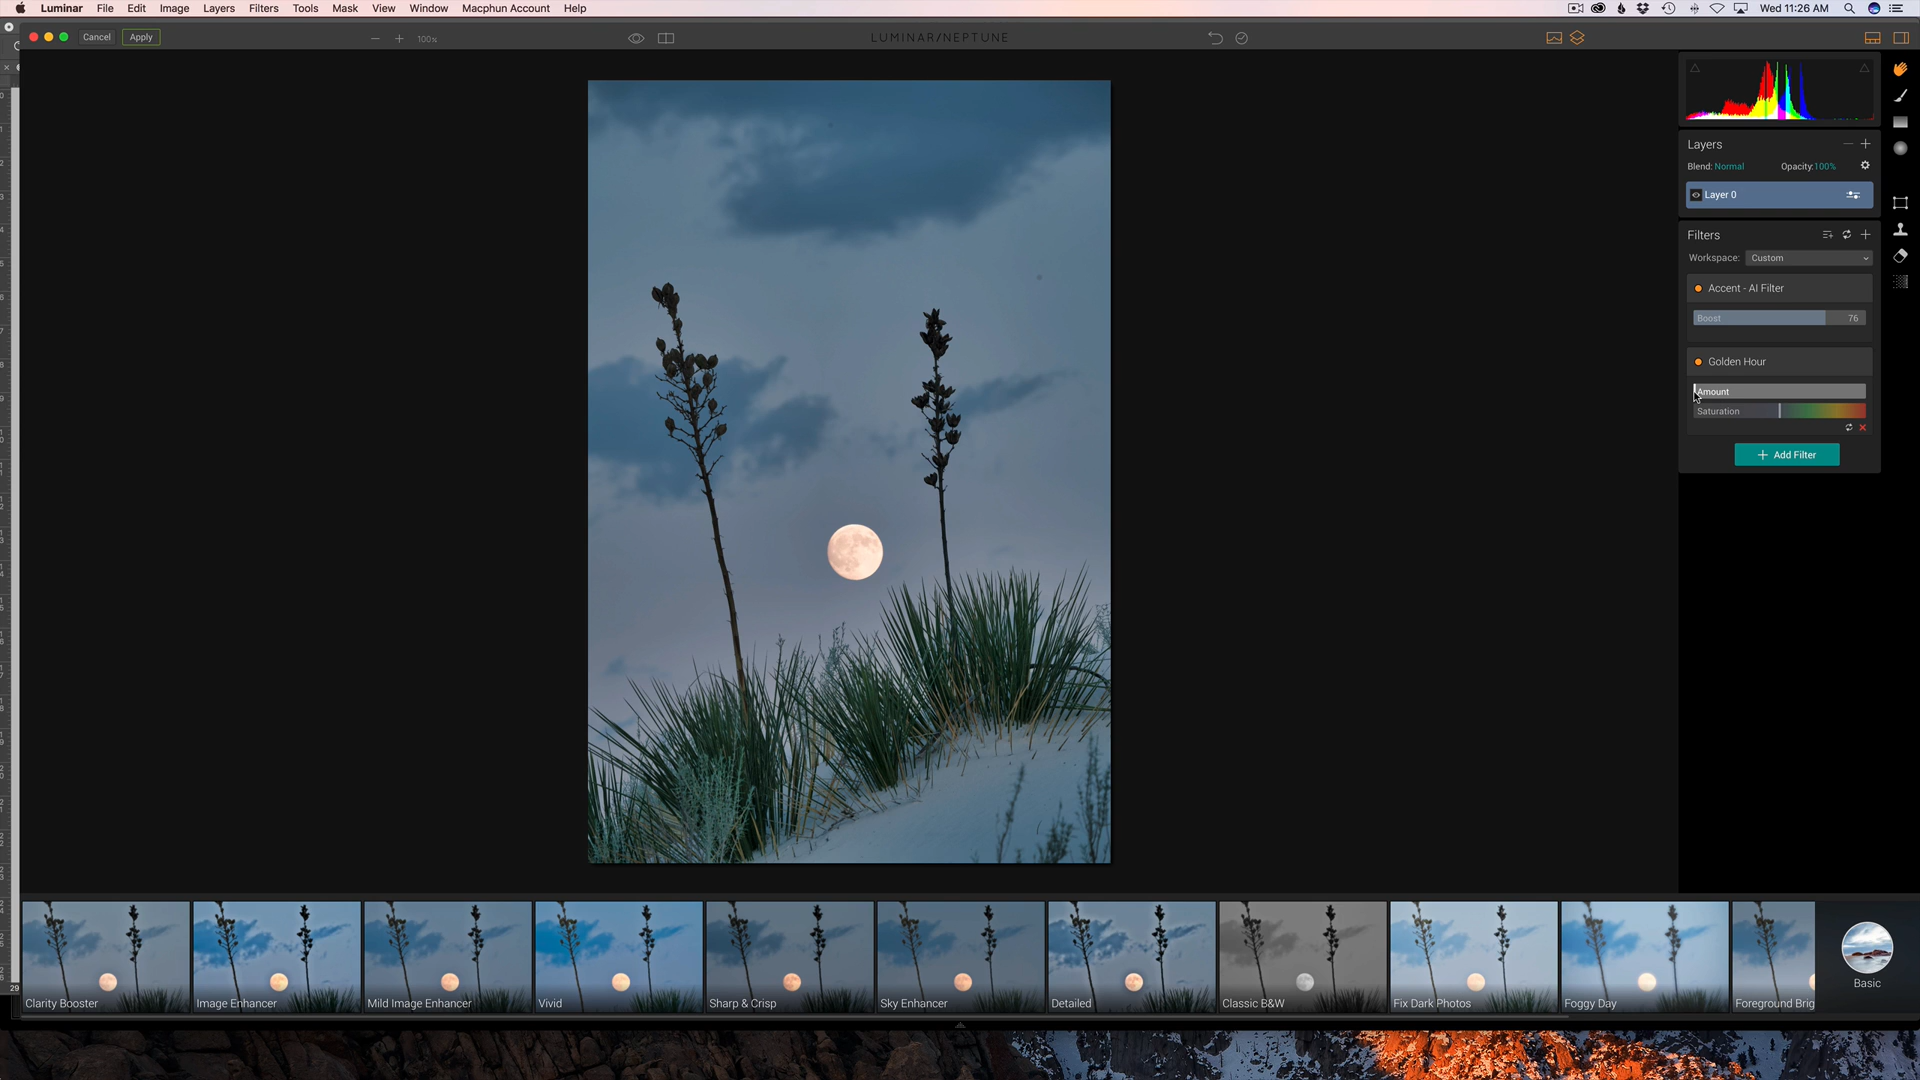 Luminar File Edit Image Layers Filters Tools Mask View Window Macphun Account Help Wed 11:26 AM
Cancel Apply 100% LUMINAR/NEPTUNE
Layers
Blend: Normal Opacity:100%
Layer 0
Filters
Workspace: Custom
Accent - AI Filter
Boost 76
Golden Hour
Amount
Saturation
Add Filter
29
Clarity Booster Image Enhancer Mild Image Enhancer Vivid Sharp & Crisp Sky Enhancer Detailed Classic B&W Fix Dark Photos Foggy Day Foreground Brig
Basic